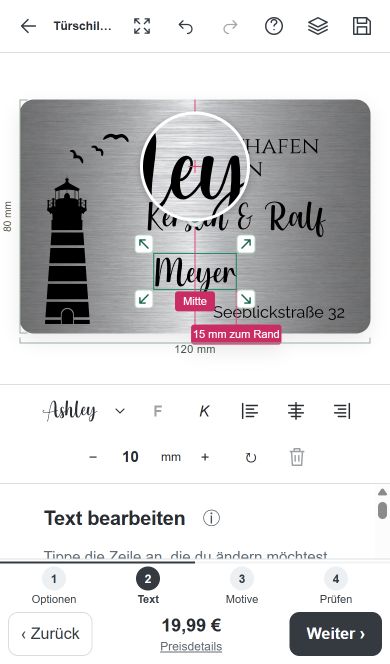 Türschil...
HAFEN
N
ley
& Ralf
Meyer
Mitte
Seeblickstraße 32
15 mm zum Rand
80 mm
120 mm
Ashley
F K
− 10 mm +
Text bearbeiten
Tippe die Zeile an, die du ändern möchtest
1 2 3 4
Optionen Text Motive Prüfen
‹ Zurück
19,99 €
Preisdetails
Weiter ›